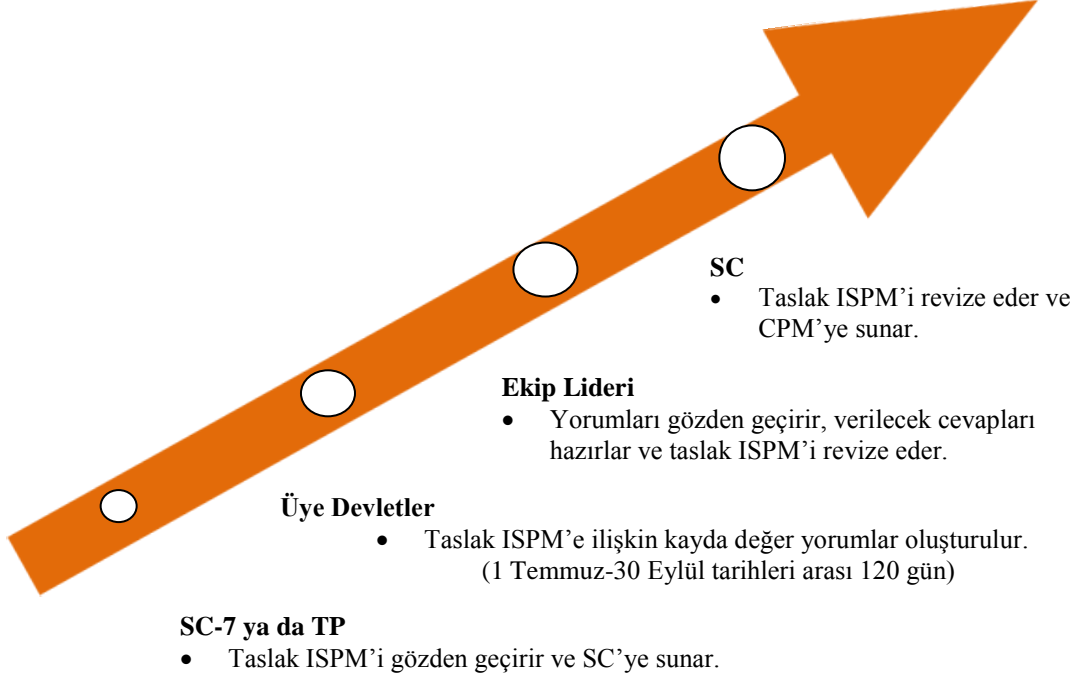 SC
• Taslak ISPM’i revize eder ve
CPM’ye sunar.
Ekip Lideri
• Yorumları gözden geçirir, verilecek cevapları
hazırlar ve taslak ISPM’i revize eder.
Üye Devletler
• Taslak ISPM’e ilişkin kayda değer yorumlar oluşturulur.
(1 Temmuz-30 Eylül tarihleri arası 120 gün)
SC-7 ya da TP
• Taslak ISPM’i gözden geçirir ve SC’ye sunar.